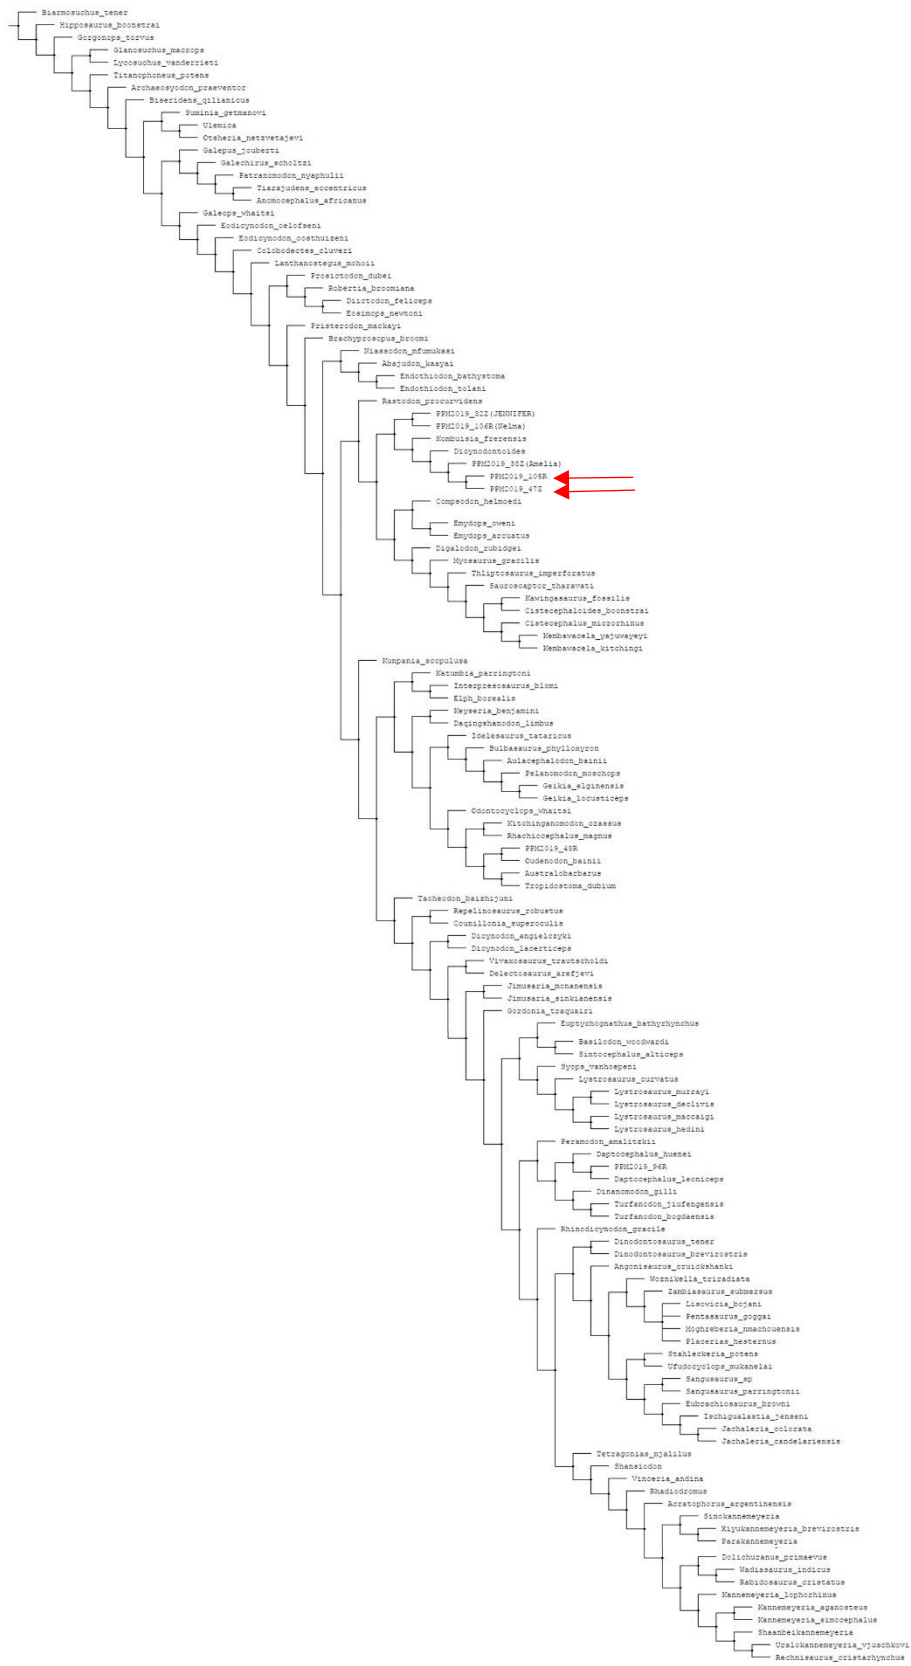 Biarmosuchus_tener
Hipposaurus_boonstrai
Gorgonops_torvus
Glanosuchus_macrops
Lycosuchus_vanderrieti
Titanophoneus_potens
Archaeosyodon_praeventor
Biseridens_qilianicus
Suminia_getmanovi
Ulemica
Otsheria_netzvetajevi
Galepus_jouberti
Galechirus_scholtzi
Patranomodon_nyaphulii
Tiarajudens_eccentricus
Anomocephalus_africanus
Galeops_whaitsi
Eodicynodon_oelofseni
Eodicynodon_oosthuizeni
Colobodectes_cluveri
Lanthanostegus_mohoii
Prosictodon_dubei
Robertia_broomiana
Diictodon_feliceps
Eosimops_newtoni
Pristerodon_mackayi
Brachyprosopus_broomi
Niassodon_mfumukasi
Abajudon_kaayai
Endothiodon_bathystoma
Endothiodon_tolani
Rastodon_procurvidens
PPM2019_32Z(JENNIFER)
PPM2019_106R(Nelma)
Kombuisia_frerensis
Dicynodontoides
PPM2019_38Z(Amelia)
PPM2019_108R
PPM2019_47Z
Compsodon_helmoedi
Emydops_oweni
Emydops_arcuatus
Digalodon_rubidgei
Myosaurus_gracilis
Thliptosaurus_imperforatus
Sauroscaptor_tharavati
Kawingasaurus_fossilis
Cistecephaloides_boonstrai
Cistecephalus_microrhinus
Kembawacela_yajuwayeyi
Kembawacela_kitchingi
Kunpania_scopulusa
Katumbia_parringtoni
Interpresosaurus_blomi
Elph_borealis
Keyseria_benjamini
Daqingshanodon_limbus
Idelesaurus_tataricus
Bulbasaurus_phylloxyron
Aulacephalodon_bainii
Pelanomodon_moschops
Geikia_elginensis
Geikia_locusticeps
Odontocyclops_whaitsi
Kitchinganomodon_crassus
Rhachiocephalus_magnus
PPM2019_48R
Oudenodon_bainii
Australobarbarus
Tropidostoma_dubium
Taoheodon_baizhijuni
Repelinosaurus_robustus
Counillonia_superoculis
Dicynodon_angielczyki
Dicynodon_lacerticeps
Vivaxosaurus_trautscholdi
Delectosaurus_arefjevi
Jimusaria_monanensis
Jimusaria_sinkianensis
Gordonia_traquairi
Euptychognathus_bathyrhynchus
Basilodon_woodwardi
Sintocephalus_alticeps
Syops_vanhoepeni
Lystrosaurus_curvatus
Lystrosaurus_murrayi
Lystrosaurus_declivis
Lystrosaurus_maccaigi
Lystrosaurus_hedini
Peramodon_amalitzkii
Daptocephalus_huenei
PPM2019_96R
Daptocephalus_leoniceps
Dinanomodon_gilli
Turfanodon_jiufengensis
Turfanodon_bogdaensis
Rhinodicynodon_gracile
Dinodontosaurus_tener
Dinodontosaurus_brevirostris
Angonisaurus_cruickshanki
Woznikella_triradiata
Zambiasaurus_submersus
Lisowicia_bojani
Pentasaurus_goggai
Moghreberia_nmachouensis
Placerias_hesternus
Stahleckeria_potens
Ufudocyclops_mukanelai
Sangusaurus_sp
Sangusaurus_parringtonii
Eubrachiosaurus_browni
Ischigualastia_jenseni
Jachaleria_colorata
Jachaleria_candelariensis
Tetragonias_njalilus
Shansiodon
Vinceria_andina
Rhadiodromus
Acratophorus_argentinensis
Sinokannemeyeria
Xiyukannemeyeria_brevirostris
Parakannemeyeria
Dolichuranus_primaevus
Wadiasaurus_indicus
Rabidosaurus_cristatus
Kannemeyeria_lophorhinus
Kannemeyeria_aganosteus
Kannemeyeria_simocephalus
Shaanbeikannemeyeria
Uralokannemeyeria_vjuschkovi
Rechnisaurus_cristarhynchus